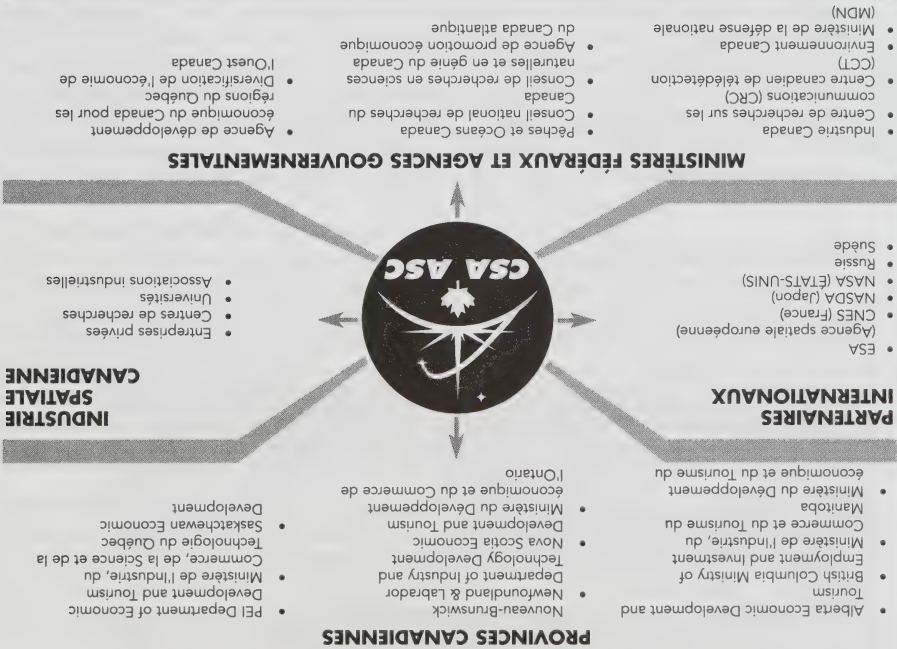 PROVINCES CANADIENNES
• Alberta Economic Development and
Tourism
• British Columbia Ministry of
Employment and Investment
• Ministère de l'Industrie, du
Commerce et du Tourisme du
Manitoba
• Ministère du Développement
économique et du Tourisme du
Nouveau-Brunswick
• Newfoundland & Labrador
Department of Industry and
Technology Development
• Nova Scotia Economic
Development and Tourism
• Ministère du Développement
économique et du Commerce de
l'Ontario
• PEI Department of Economic
Development and Tourism
• Ministère de l'Industrie, du
Commerce, de la Science et de la
Technologie du Québec
• Saskatchewan Economic
Development
PARTENAIRES
INTERNATIONAUX
• ESA
(Agence spatiale européenne)
• CNES (France)
• NASDA (Japon)
• NASA (ÉTATS-UNIS)
• Russie
• Suède
CSA ASC
INDUSTRIE
SPATIALE
CANADIENNE
• Entreprises privées
• Centres de recherches
• Universités
• Associations industrielles
MINISTÈRES FÉDÉRAUX ET AGENCES GOUVERNEMENTALES
• Industrie Canada
• Centre de recherches sur les
communications (CRC)
• Centre canadien de télédétection
(CCT)
• Environnement Canada
• Ministère de la défense nationale
(MDN)
• Pêches et Océans Canada
• Conseil national de recherches du
Canada
• Conseil de recherches en sciences
naturelles et en génie du Canada
• Agence de promotion économique
du Canada atlantique
• Agence de développement
économique du Canada pour les
régions du Québec
• Diversification de l'économie de
l'Ouest Canada